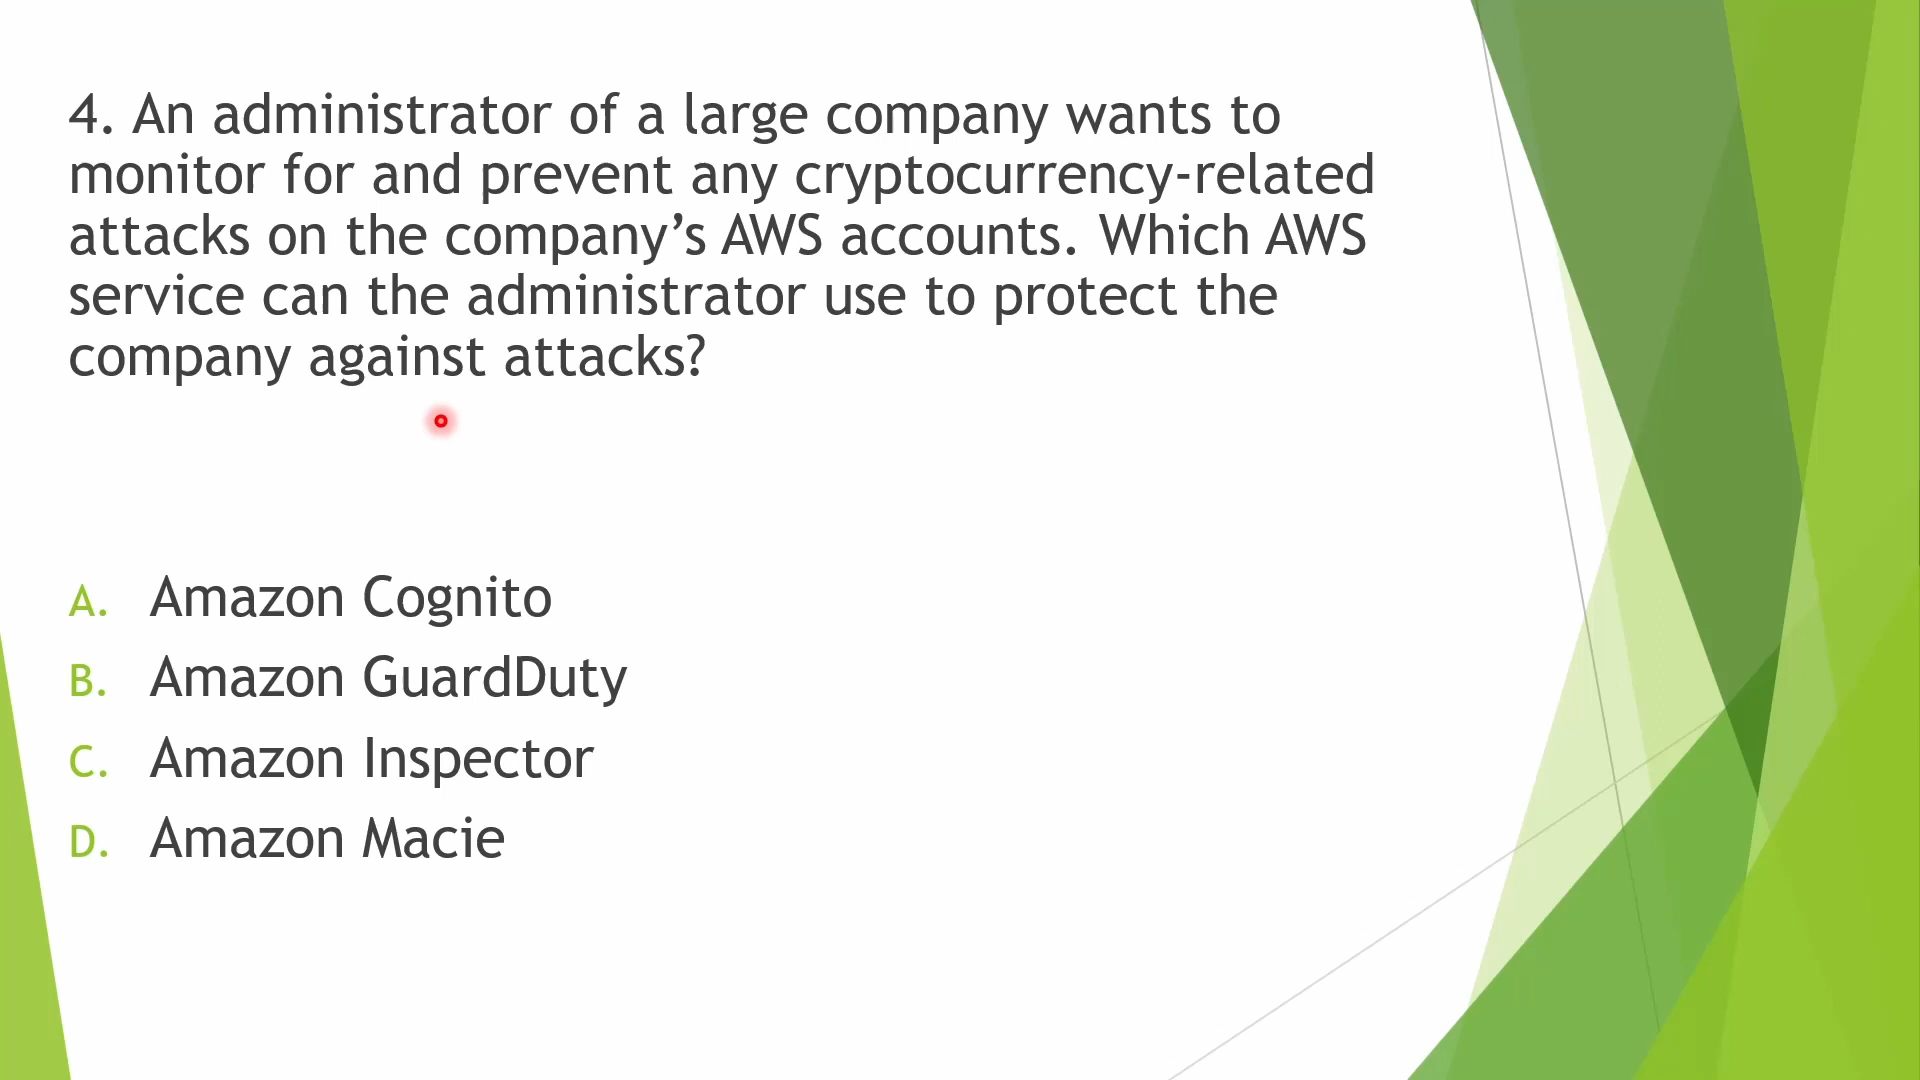 4. An administrator of a large company wants to
monitor for and prevent any cryptocurrency-related
attacks on the company’s AWS accounts. Which AWS
service can the administrator use to protect the
company against attacks?
A. Amazon Cognito
B. Amazon GuardDuty
C. Amazon Inspector
D. Amazon Macie